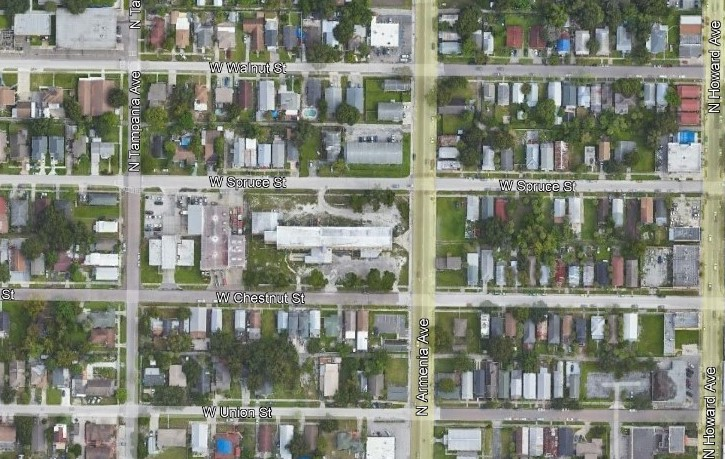 N Ta
W Walnut St
N Howard Ave
N Tampania Ave
W Spruce St
W Spruce St
St
W Chestnut St
N Armenia Ave
W Union St
N Howard Ave